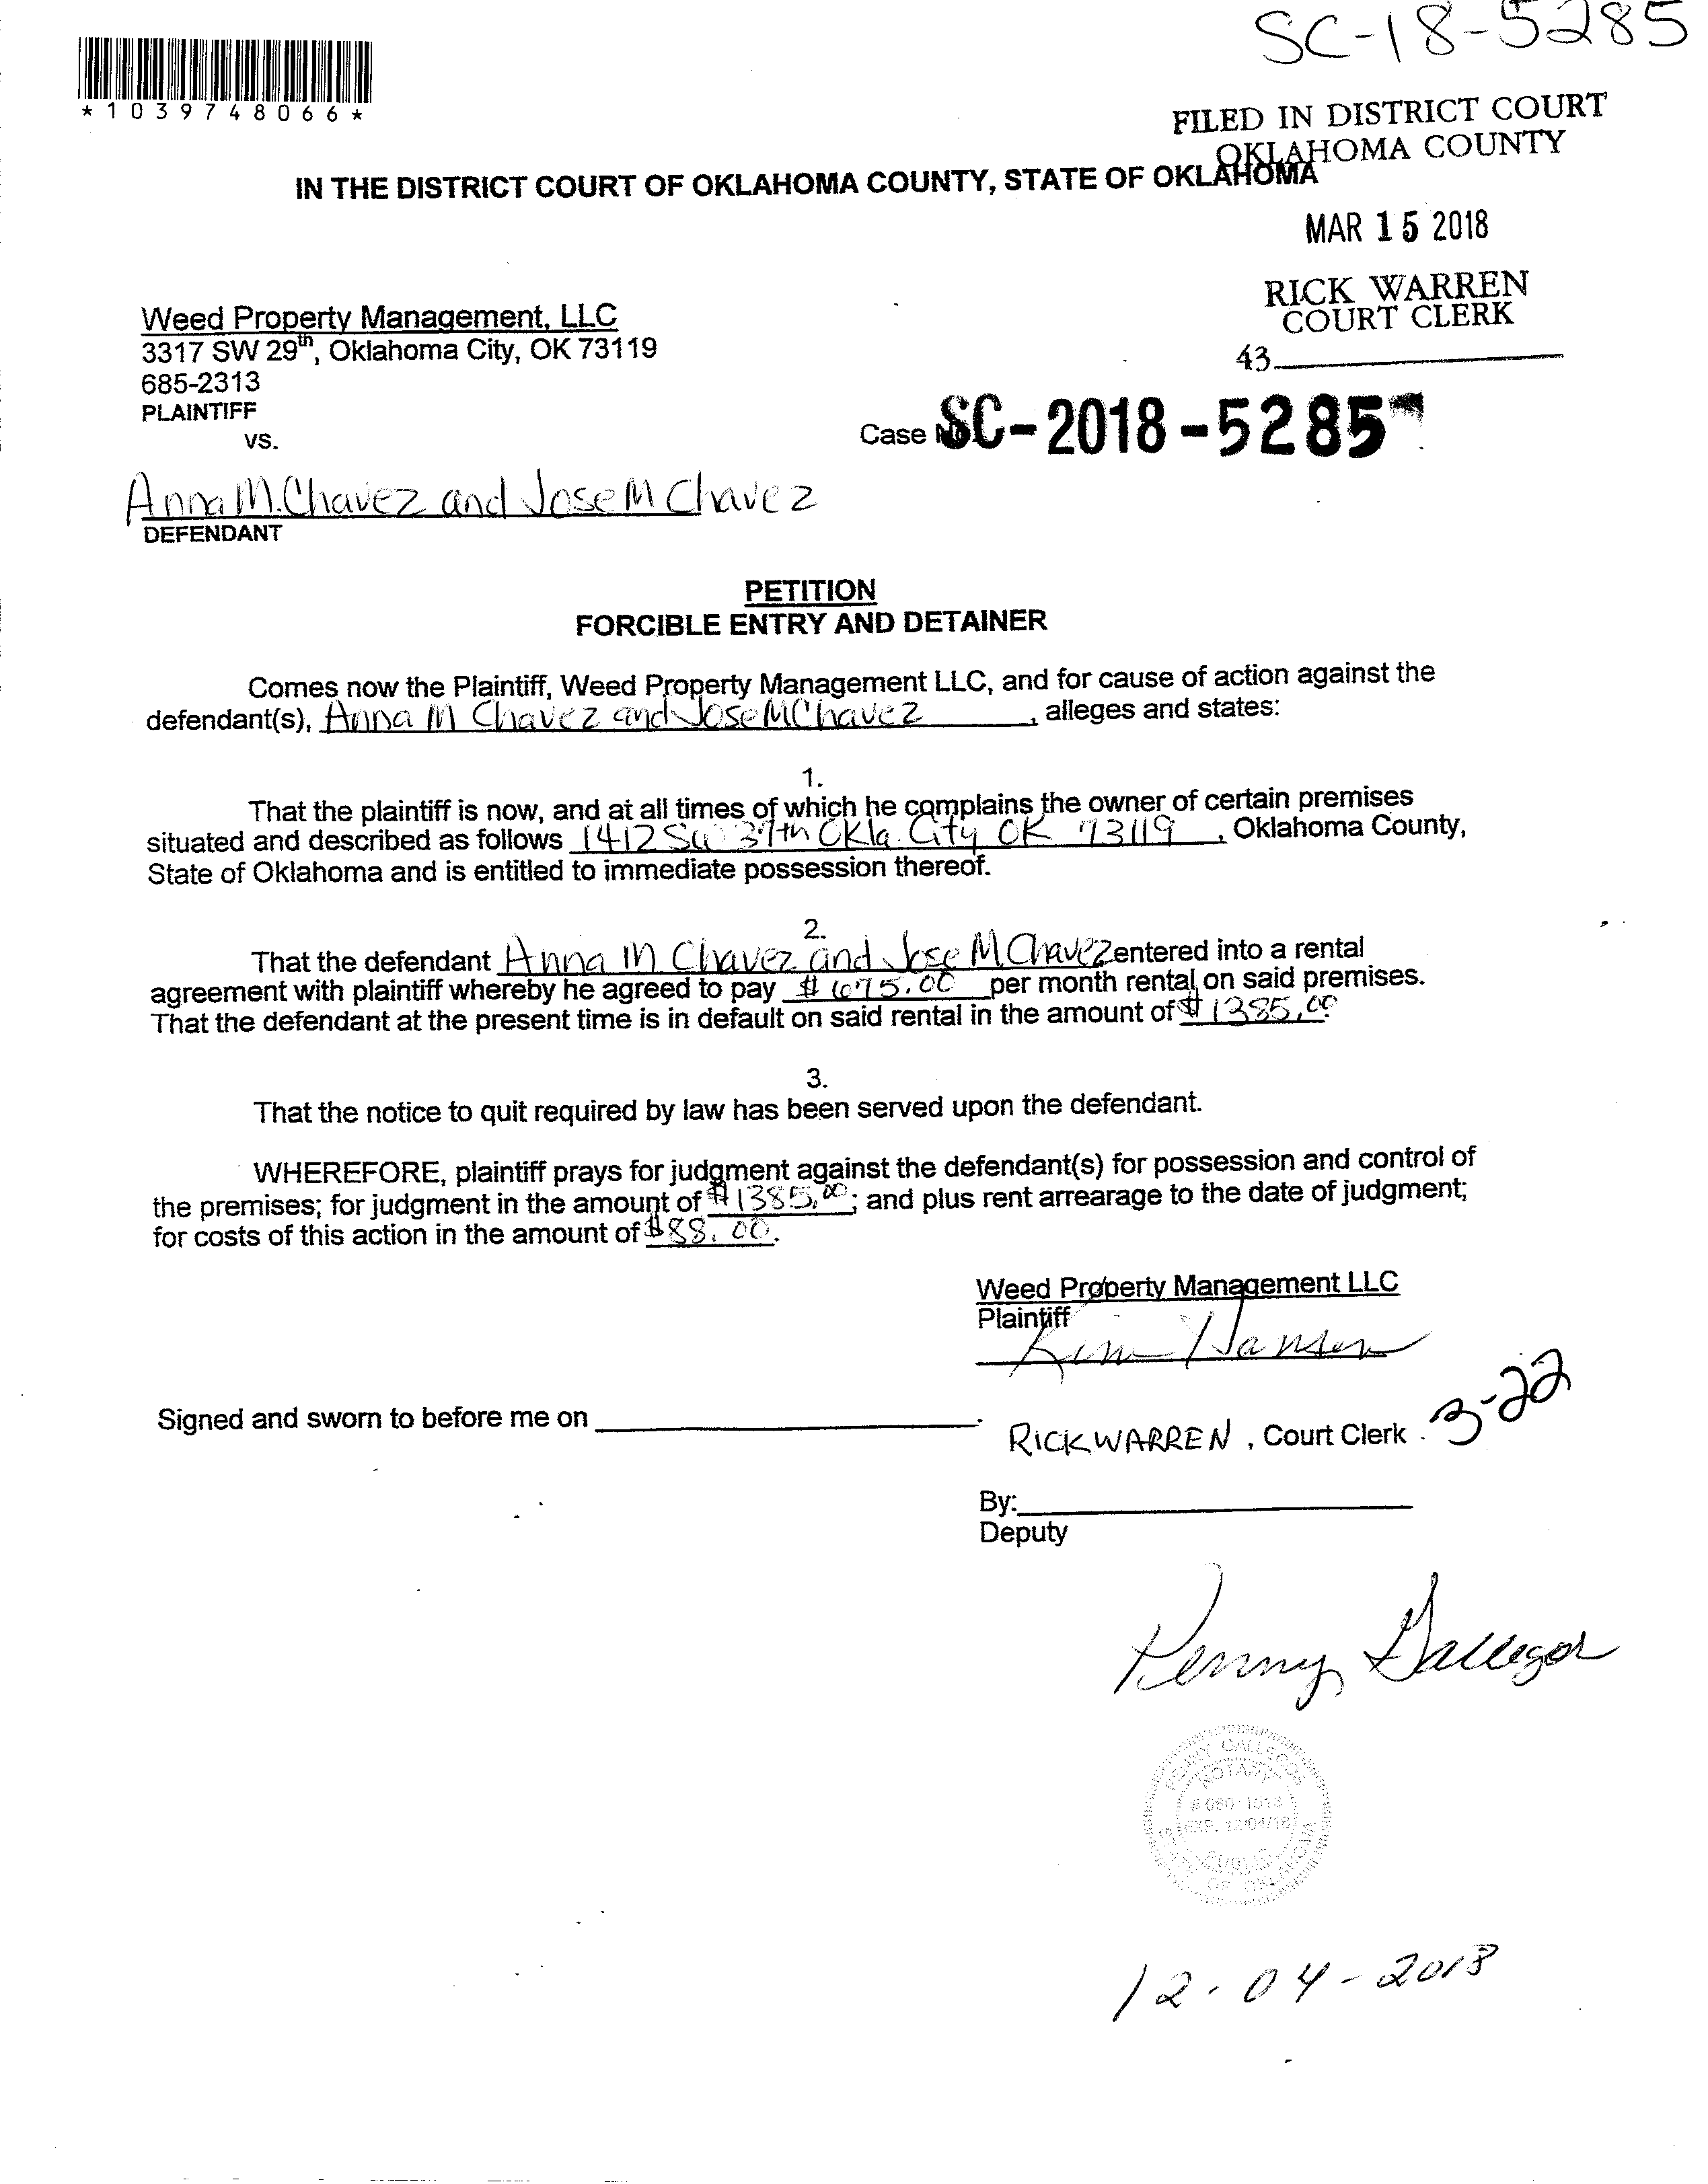 SC-18-5285
*1039748066*
FILED IN DISTRICT COURT
OKLAHOMA COUNTY
IN THE DISTRICT COURT OF OKLAHOMA COUNTY, STATE OF OKLAHOMA
MAR 15 2018
RICK WARREN
COURT CLERK
43
Weed Property Management, LLC
3317 SW 29th, Oklahoma City, OK 73119
685-2313
PLAINTIFF
vs.
Case No. SC-2018-5285
Anna M. Chavez and Jose M Chavez
DEFENDANT
PETITION
FORCIBLE ENTRY AND DETAINER
Comes now the Plaintiff, Weed Property Management LLC, and for cause of action against the
defendant(s), Anna M Chavez and Jose M Chavez, alleges and states:
1.
That the plaintiff is now, and at all times of which he complains the owner of certain premises
situated and described as follows 1412 SW 37th Okla. City OK 73119, Oklahoma County,
State of Oklahoma and is entitled to immediate possession thereof.
2.
That the defendant Anna M Chavez and Jose M Chavez entered into a rental
agreement with plaintiff whereby he agreed to pay $675.00 per month rental on said premises.
That the defendant at the present time is in default on said rental in the amount of $1385.00
3.
That the notice to quit required by law has been served upon the defendant.
WHEREFORE, plaintiff prays for judgment against the defendant(s) for possession and control of
the premises; for judgment in the amount of $1385.00; and plus rent arrearage to the date of judgment;
for costs of this action in the amount of $88.00.
Weed Property Management LLC
Plaintiff
Kim Hansen
Signed and sworn to before me on
RICK WARREN, Court Clerk 3-22
By:
Deputy
Penny Gallegos
PENNY GALLEGOS
NOTARY
EXP. 12/04/18
PUBLIC
STATE OF OKLAHOMA
12-04-2018